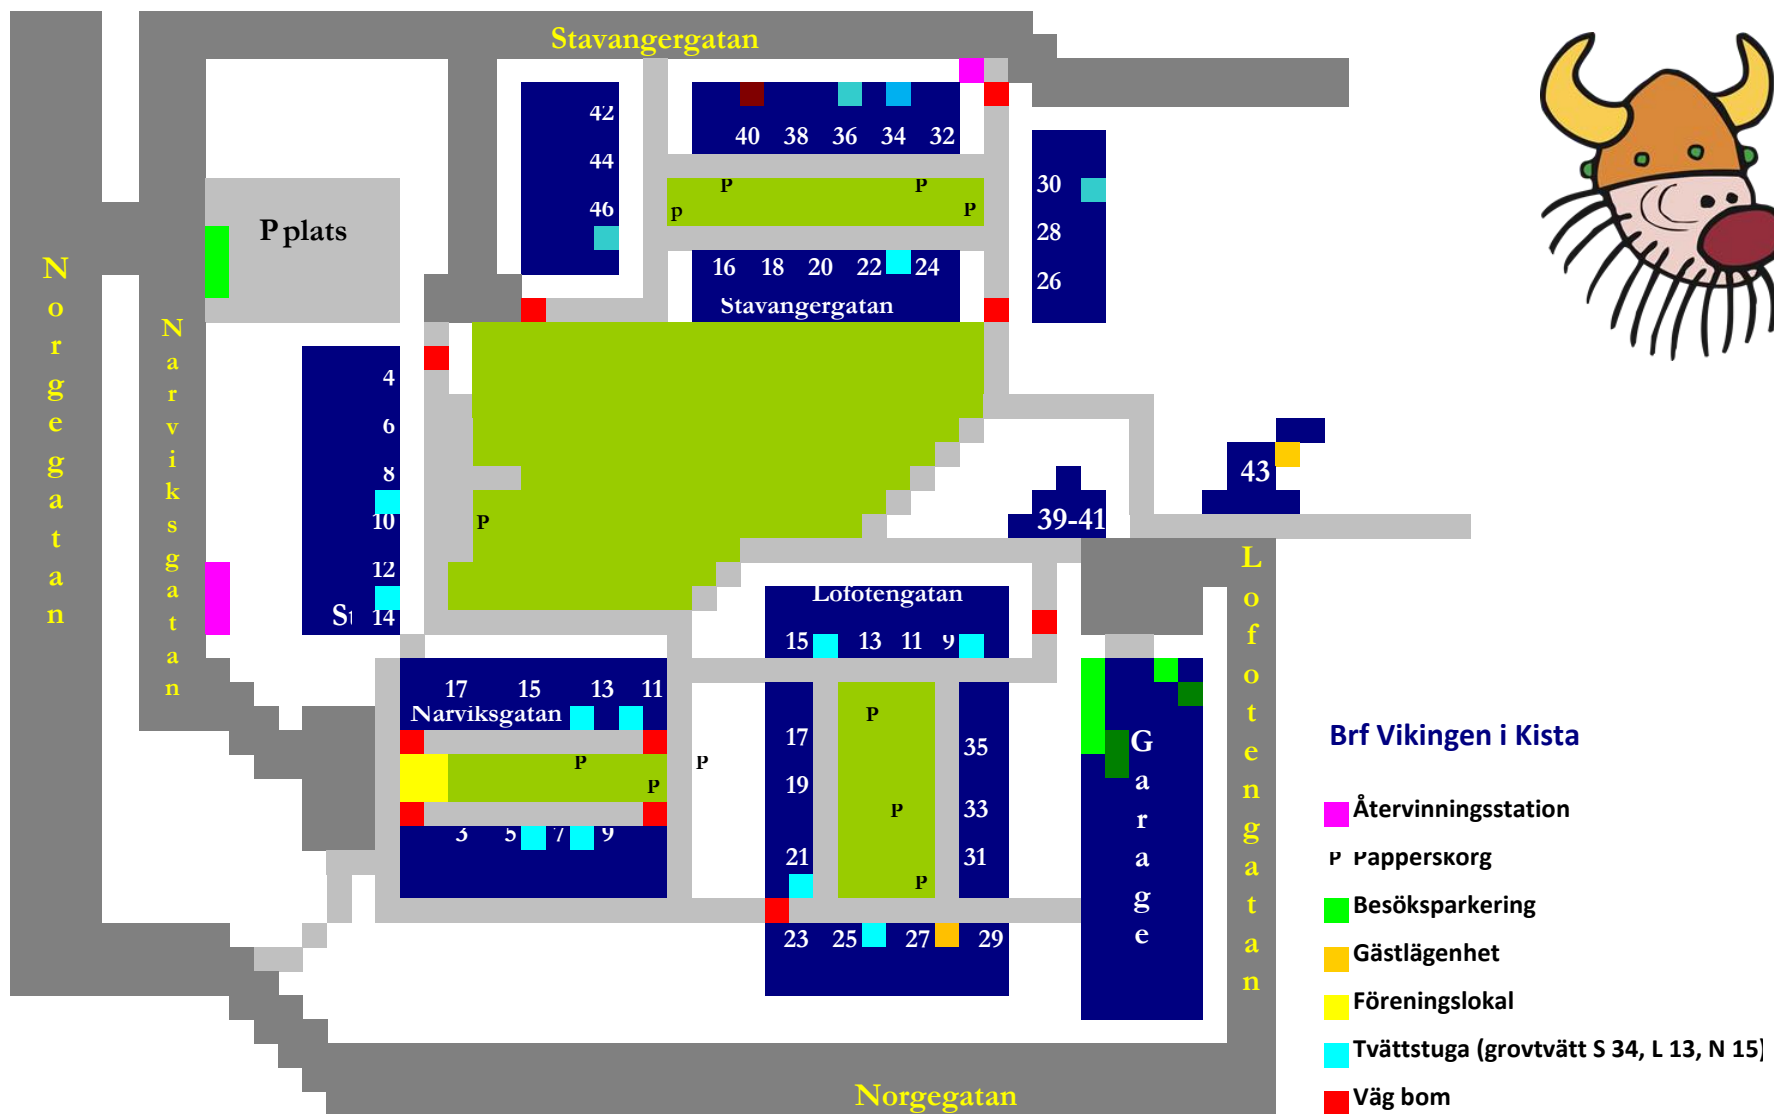 Stavangergatan
42
44
46
40 38 36 34 32
P P
p P
30
28
26
P plats
16 18 20 22 24
Stavangergatan
Norgegatan
Narviksgatan
4
6
8
10
12
14
P
43
39-41
Lofotengatan
Lofotengatan
15 13 11 9
17 15 13 11
Narviksgatan
P
P
P
3 5 7 9
17
19
21
P
P
P
35
33
31
23 25 27 29
Garage
Norgegatan
Brf Vikingen i Kista
Återvinningsstation
P Papperskorg
Besöksparkering
Gästlägenhet
Föreningslokal
Tvättstuga (grovtvätt S 34, L 13, N 15)
Väg bom